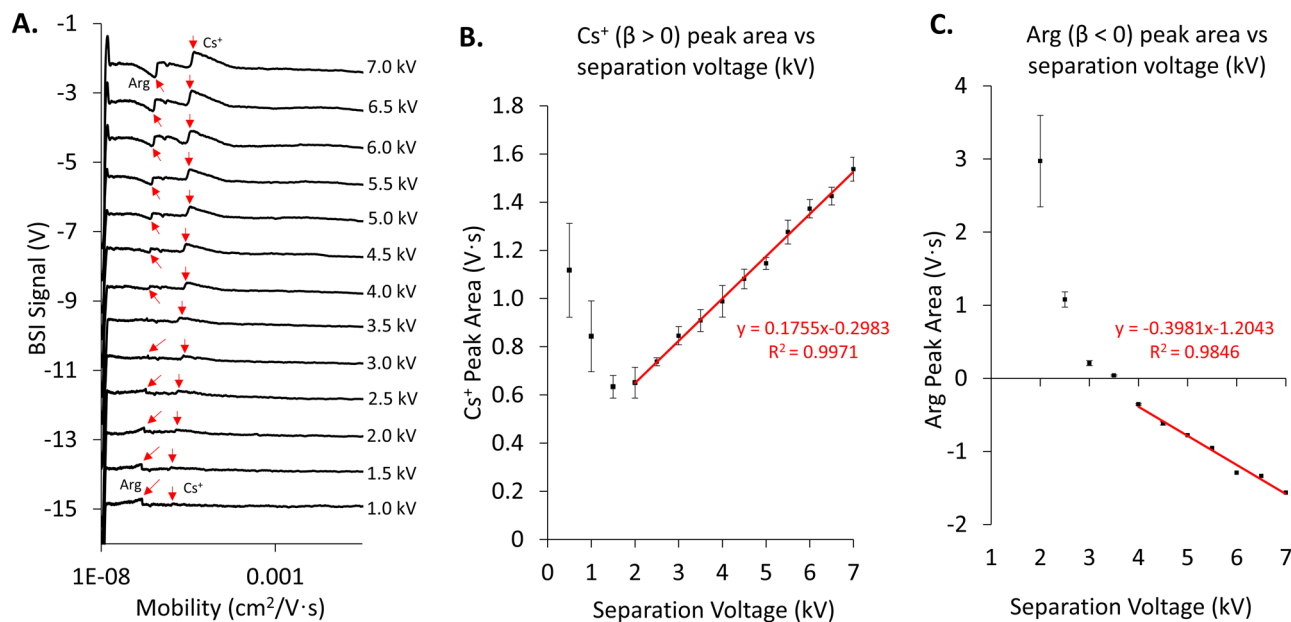 A.
BSI Signal (V)
-1
-3
-5
-7
-9
-11
-13
-15
Cs⁺
Arg
7.0 kV
6.5 kV
6.0 kV
5.5 kV
5.0 kV
4.5 kV
4.0 kV
3.5 kV
3.0 kV
2.5 kV
2.0 kV
1.5 kV
Arg
Cs⁺
1.0 kV
1E-08
0.001
Mobility (cm²/V·s)
B.
Cs⁺ (β > 0) peak area vs
separation voltage (kV)
Cs⁺ Peak Area (V·s)
1.8
1.6
1.4
1.2
1.0
0.8
0.6
0.4
0.2
0
y = 0.1755x-0.2983
R² = 0.9971
0 1 2 3 4 5 6 7
Separation Voltage (kV)
C.
Arg (β < 0) peak area vs
separation voltage (kV)
Arg Peak Area (V·s)
4
3
2
1
0
-1
-2
y = -0.3981x-1.2043
R² = 0.9846
1 2 3 4 5 6 7
Separation Voltage (kV)